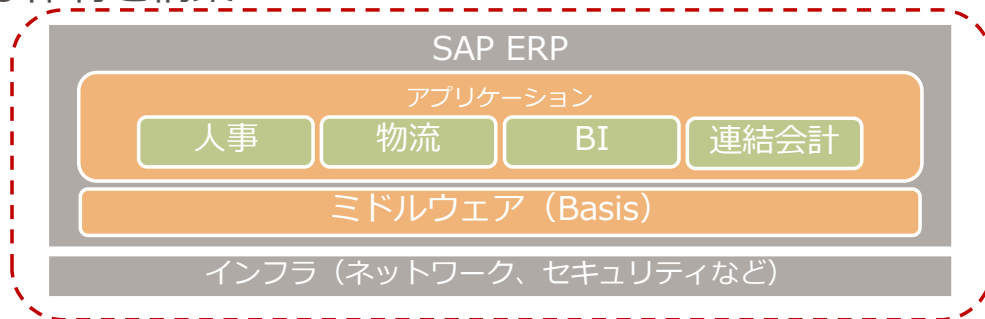 SAP ERP
アプリケーション
人事 物流 BI 連結会計
ミドルウェア（Basis）
インフラ（ネットワーク、セキュリティなど）